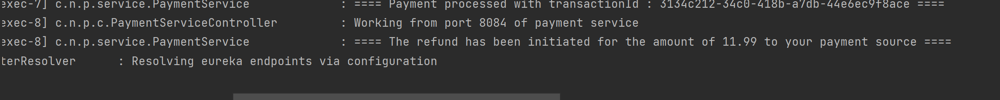 exec-7] c.n.p.service.PaymentService : ==== Payment processed with transactionId : 3134c212-34c0-418b-a7db-44e6ec9f8ace ====
exec-8] c.n.p.c.PaymentServiceController : Working from port 8084 of payment service
exec-8] c.n.p.service.PaymentService : ==== The refund has been initiated for the amount of 11.99 to your payment source ====
terResolver : Resolving eureka endpoints via configuration